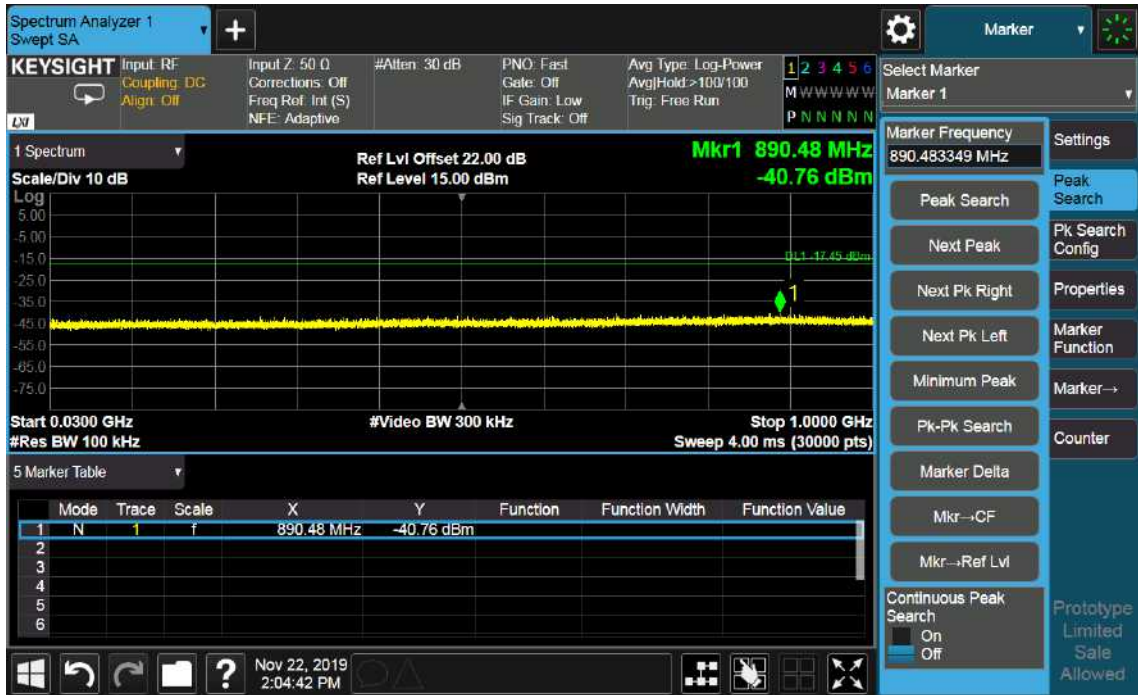 Spectrum Analyzer 1
Swept SA
+
Marker
KEYSIGHT
LXI
Input: RF
Coupling: DC
Align: Off
Input Z: 50 Ω
Corrections: Off
Freq Ref: Int (S)
NFE: Adaptive
#Atten: 30 dB
PNO: Fast
Gate: Off
IF Gain: Low
Sig Track: Off
Avg Type: Log-Power
Avg|Hold:>100/100
Trig: Free Run
1 2 3 4 5 6
M W W W W W
P N N N N N
Select Marker
Marker 1
1 Spectrum
Scale/Div 10 dB
Ref Lvl Offset 22.00 dB
Ref Level 15.00 dBm
Mkr1 890.48 MHz
-40.76 dBm
Log
5.00
-5.00
-15.0
-25.0
-35.0
-45.0
-55.0
-65.0
-75.0
DL1 -17.45 dBm
1
Start 0.0300 GHz
#Res BW 100 kHz
#Video BW 300 kHz
Stop 1.0000 GHz
Sweep 4.00 ms (30000 pts)
5 Marker Table
Mode Trace Scale X Y Function Function Width Function Value
1 N 1 f 890.48 MHz -40.76 dBm
2
3
4
5
6
Nov 22, 2019
2:04:42 PM
?
Marker Frequency
890.483349 MHz
Peak Search
Next Peak
Next Pk Right
Next Pk Left
Minimum Peak
Pk-Pk Search
Marker Delta
Mkr→CF
Mkr→Ref Lvl
Continuous Peak
Search
On
Off
Settings
Peak
Search
Pk Search
Config
Properties
Marker
Function
Marker→
Counter
Prototype
Limited
Sale
Allowed